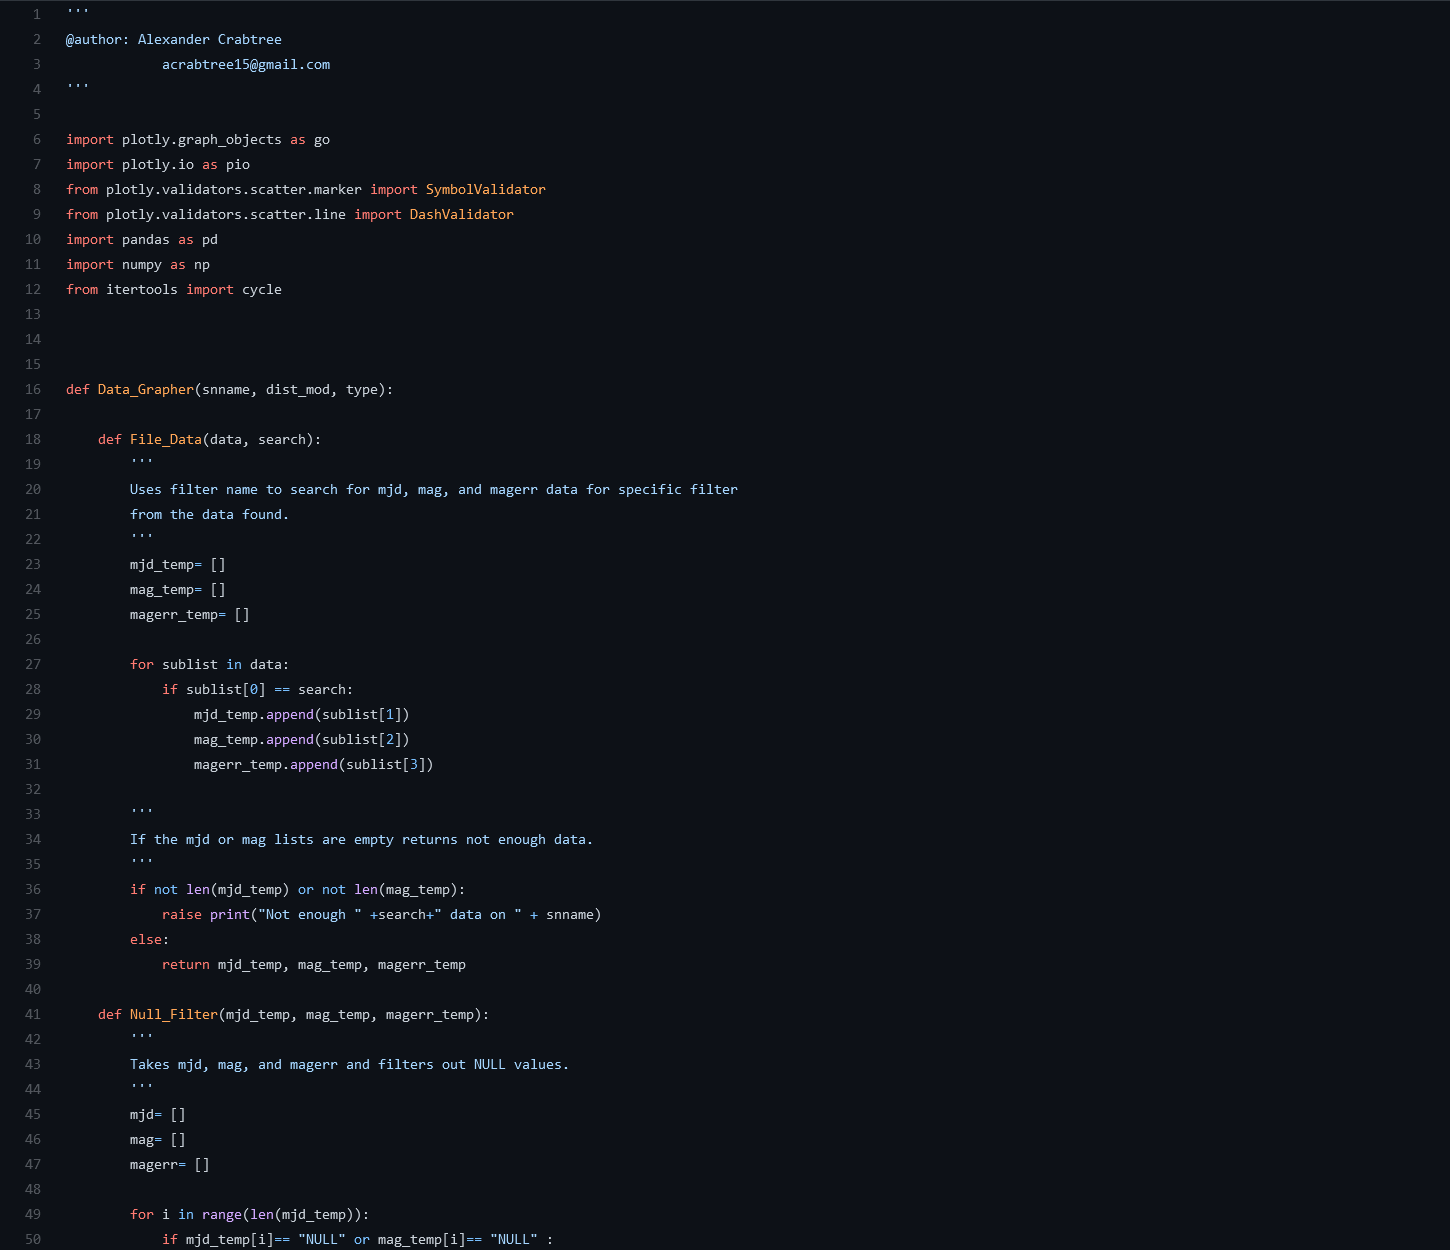 1 '''
2 @author: Alexander Crabtree
3             acrabtree15@gmail.com
4 '''
5
6 import plotly.graph_objects as go
7 import plotly.io as pio
8 from plotly.validators.scatter.marker import SymbolValidator
9 from plotly.validators.scatter.line import DashValidator
10 import pandas as pd
11 import numpy as np
12 from itertools import cycle
13
14
15
16 def Data_Grapher(snname, dist_mod, type):
17
18     def File_Data(data, search):
19         '''
20         Uses filter name to search for mjd, mag, and magerr data for specific filter
21         from the data found.
22         '''
23         mjd_temp= []
24         mag_temp= []
25         magerr_temp= []
26
27         for sublist in data:
28             if sublist[0] == search:
29                 mjd_temp.append(sublist[1])
30                 mag_temp.append(sublist[2])
31                 magerr_temp.append(sublist[3])
32
33         '''
34         If the mjd or mag lists are empty returns not enough data.
35         '''
36         if not len(mjd_temp) or not len(mag_temp):
37             raise print("Not enough " +search+" data on " + snname)
38         else:
39             return mjd_temp, mag_temp, magerr_temp
40
41     def Null_Filter(mjd_temp, mag_temp, magerr_temp):
42         '''
43         Takes mjd, mag, and magerr and filters out NULL values.
44         '''
45         mjd= []
46         mag= []
47         magerr= []
48
49         for i in range(len(mjd_temp)):
50             if mjd_temp[i]== "NULL" or mag_temp[i]== "NULL" :